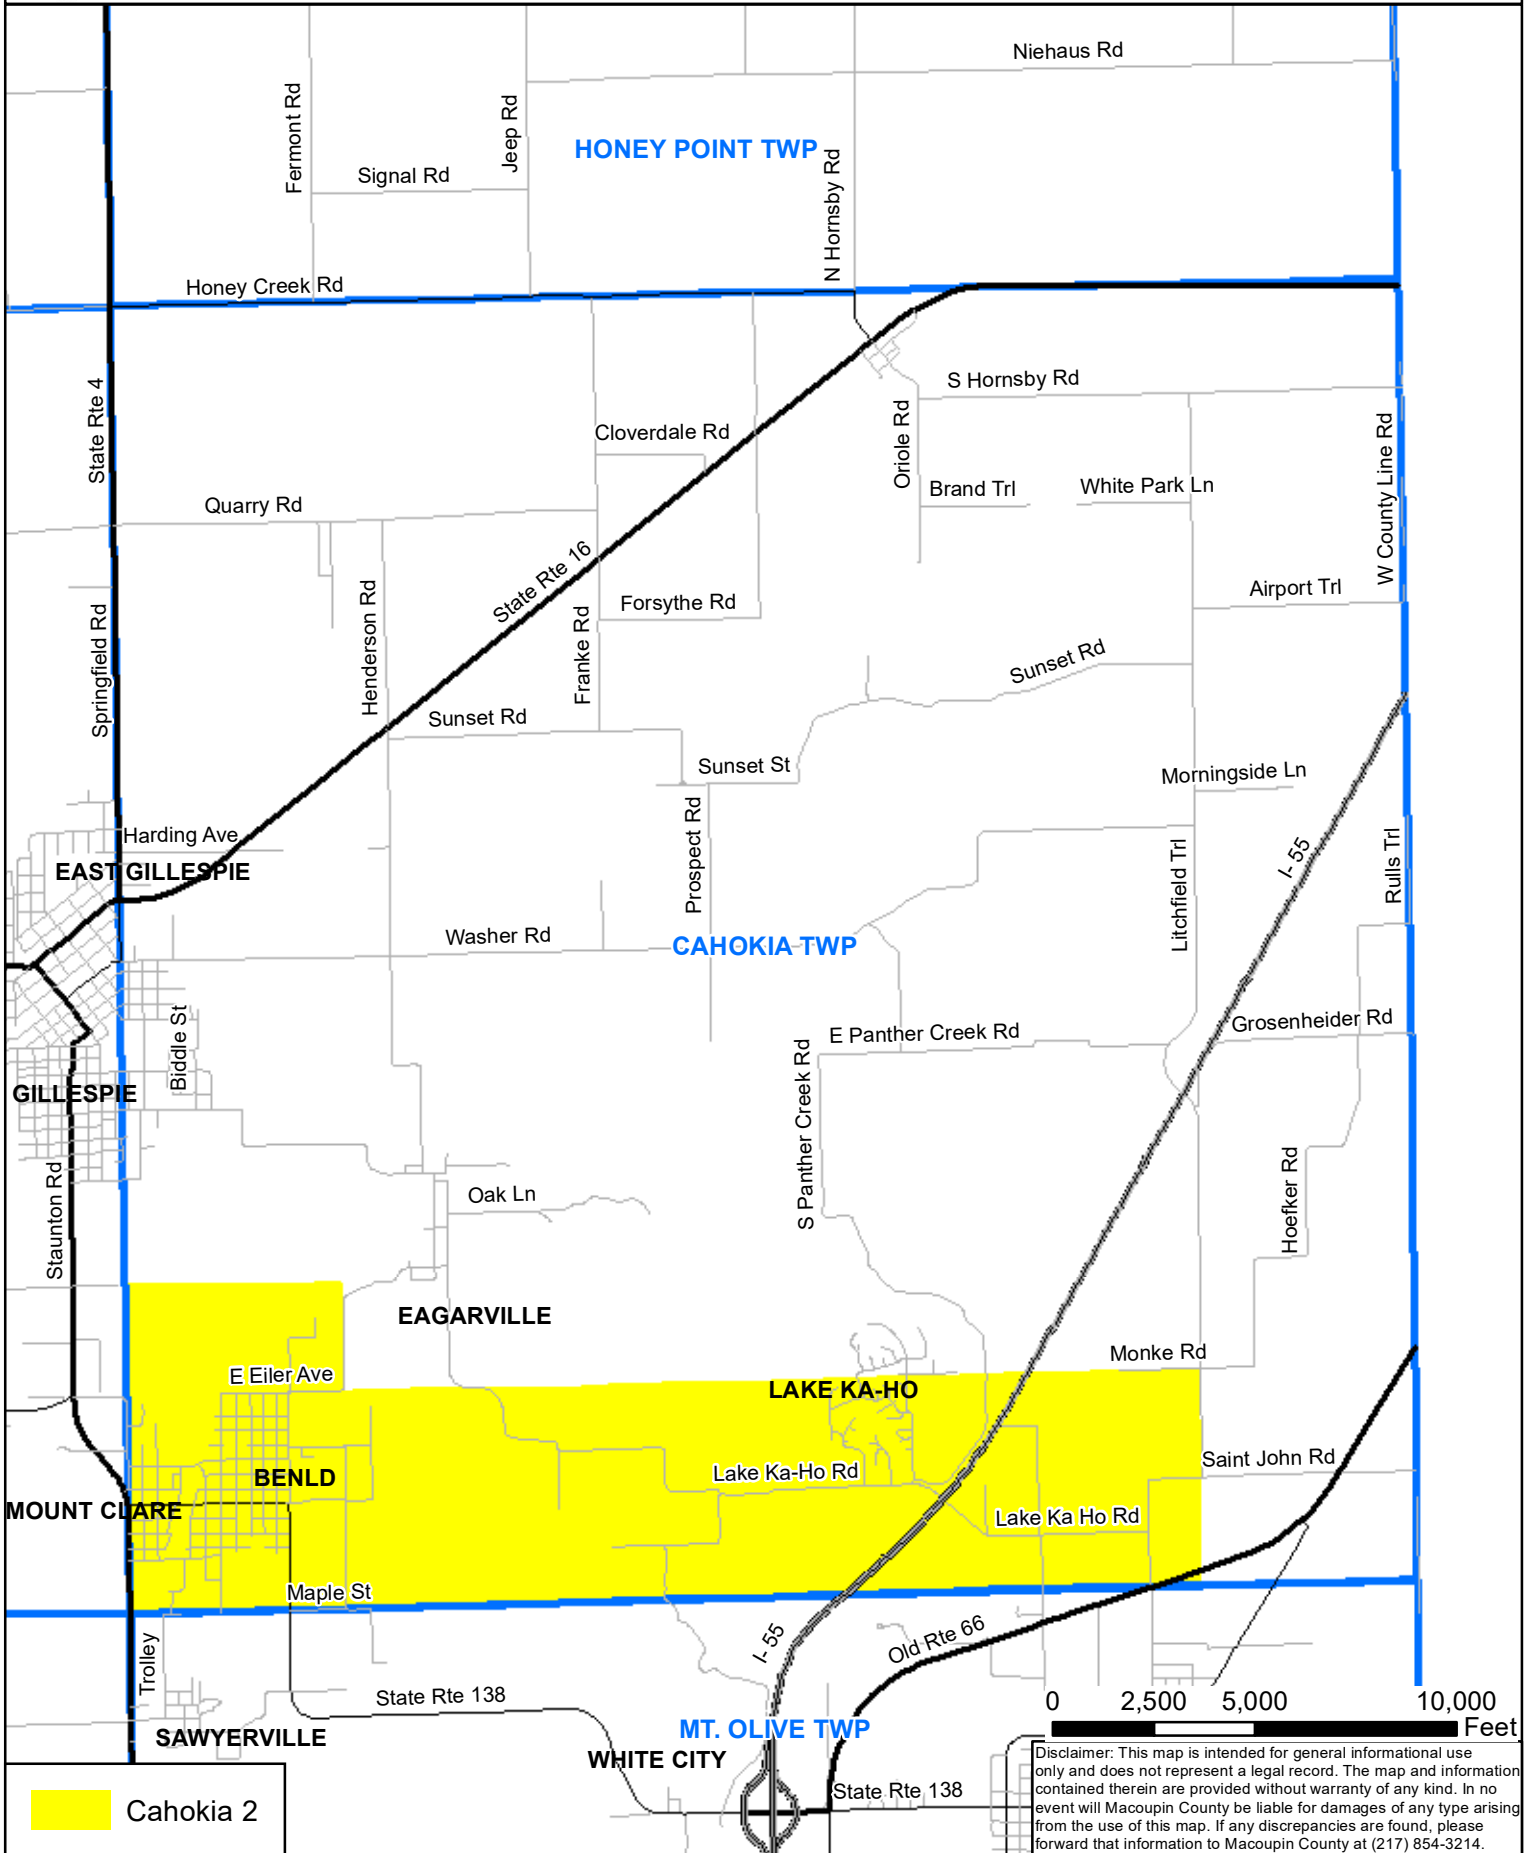 Niehaus Rd
Fermont Rd
Jeep Rd
HONEY POINT TWP
N Hornsby Rd
Signal Rd
Honey Creek Rd
State Rte 4
S Hornsby Rd
Cloverdale Rd
Oriole Rd
W County Line Rd
Brand Trl
White Park Ln
Quarry Rd
State Rte 16
Henderson Rd
Airport Trl
Forsythe Rd
Springfield Rd
Franke Rd
Sunset Rd
Sunset Rd
Sunset St
Morningside Ln
Prospect Rd
Harding Ave
Litchfield Trl
I- 55
Rulls Trl
EAST GILLESPIE
Washer Rd
CAHOKIA TWP
Biddle St
E Panther Creek Rd
Grosenheider Rd
GILLESPIE
S Panther Creek Rd
Staunton Rd
Oak Ln
Hoefker Rd
EAGARVILLE
Monke Rd
E Eiler Ave
LAKE KA-HO
BENLD
Lake Ka-Ho Rd
Saint John Rd
MOUNT CLARE
Lake Ka Ho Rd
Maple St
Trolley
I- 55
Old Rte 66
State Rte 138
SAWYERVILLE
MT. OLIVE TWP
WHITE CITY
State Rte 138
0 2,500 5,000 10,000
Feet
Disclaimer: This map is intended for general informational use
only and does not represent a legal record. The map and information
contained therein are provided without warranty of any kind. In no
event will Macoupin County be liable for damages of any type arising
from the use of this map. If any discrepancies are found, please
forward that information to Macoupin County at (217) 854-3214.
Cahokia 2